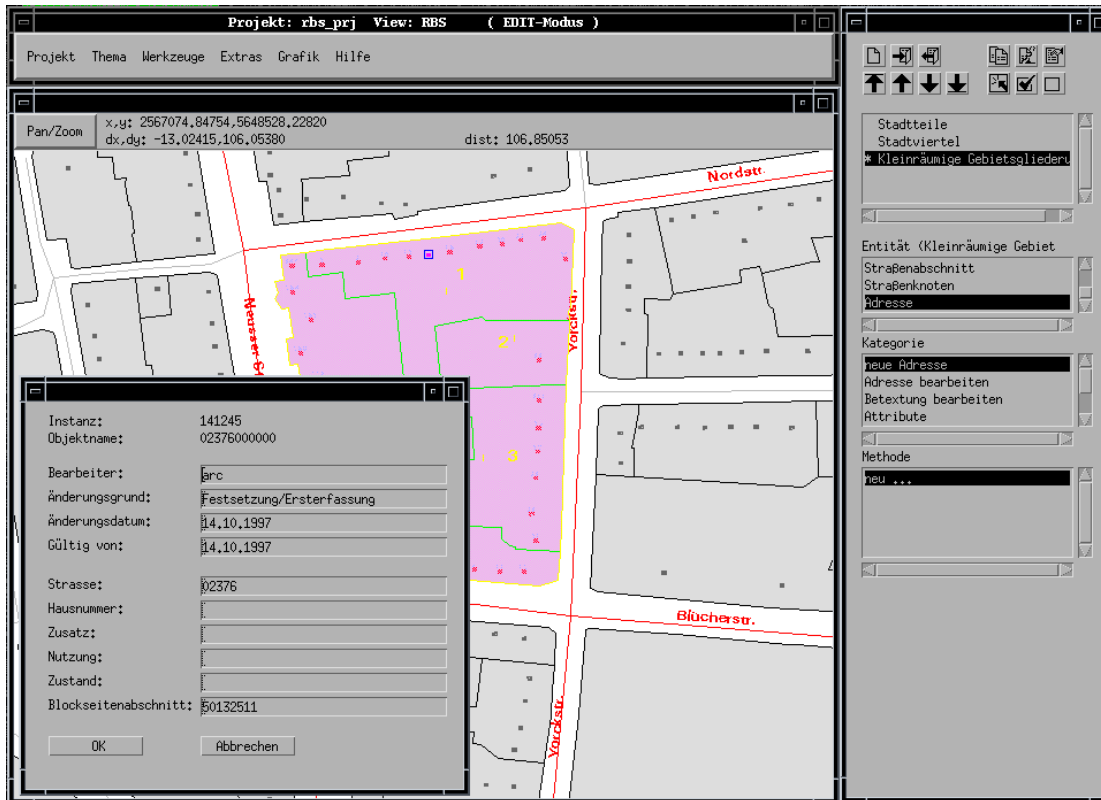 Projekt: rbs_prj View: RBS ( EDIT-Modus )
Projekt Thema Werkzeuge Extras Grafik Hilfe
Pan/Zoom
x,y: 2567074.84754,5648528.22820
dx,dy: -13.02415,106.05380 dist: 106.85053
Nordstr.
Neusser
Yorckstr.
1
2
3
Blücherstr.
Yorckstr.
Instanz: 141245
Objektname: 02376000000
Bearbeiter: arc
Änderungsgrund: Festsetzung/Ersterfassung
Änderungsdatum: 14.10.1997
Gültig von: 14.10.1997
Strasse: 02376
Hausnummer:
Zusatz:
Nutzung:
Zustand:
Blockseitenabschnitt: 50132511
OK Abbrechen
Stadtteile
Stadtviertel
* Kleinräumige Gebietsgliederu
Entität (Kleinräumige Gebiet
Straßenabschnitt
Straßenknoten
Adresse
Kategorie
neue Adresse
Adresse bearbeiten
Betextung bearbeiten
Attribute
Methode
neu ...